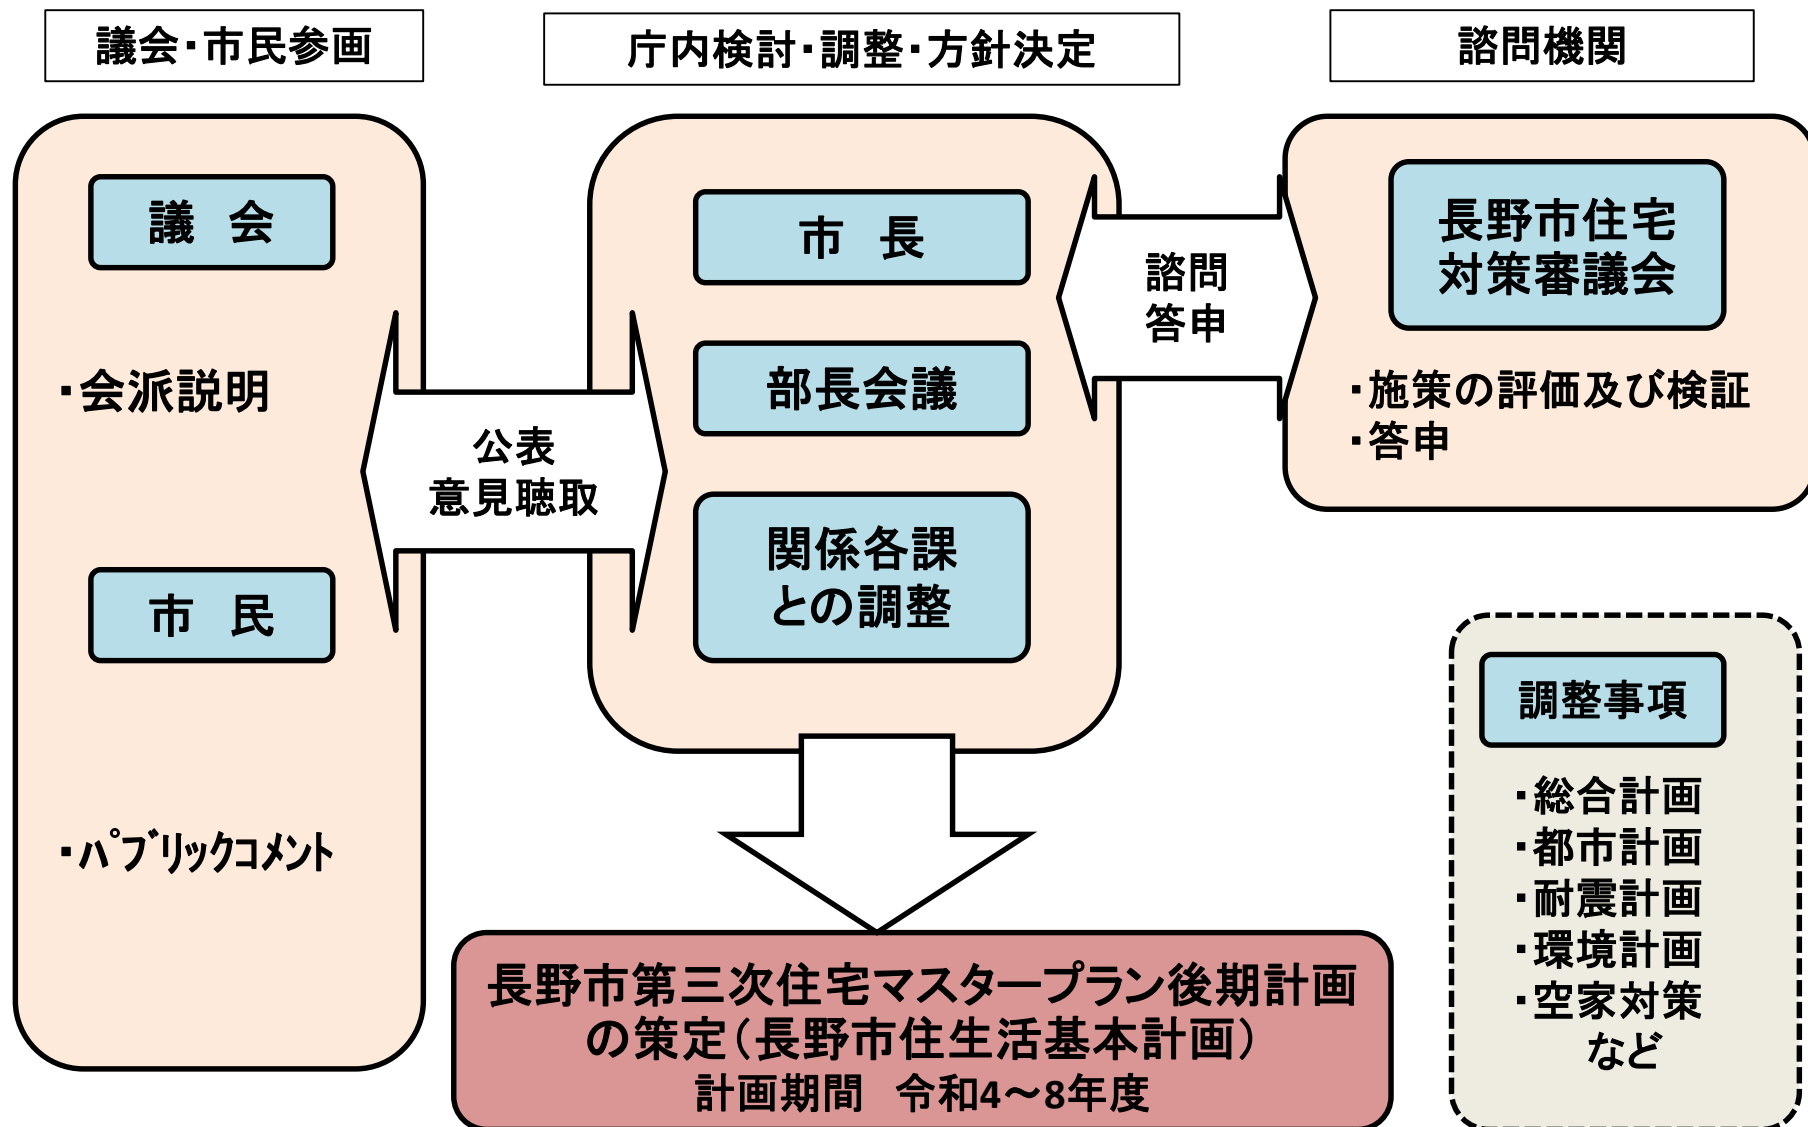 議会・市民参画
庁内検討・調整・方針決定
諮問機関
議　会
・会派説明
市　民
・パブリックコメント
公表
意見聴取
市　長
部長会議
関係各課
との調整
諮問
答申
長野市住宅
対策審議会
・施策の評価及び検証
・答申
調整事項
・総合計画
・都市計画
・耐震計画
・環境計画
・空家対策
など
長野市第三次住宅マスタープラン後期計画
の策定（長野市住生活基本計画）
計画期間　令和4～8年度